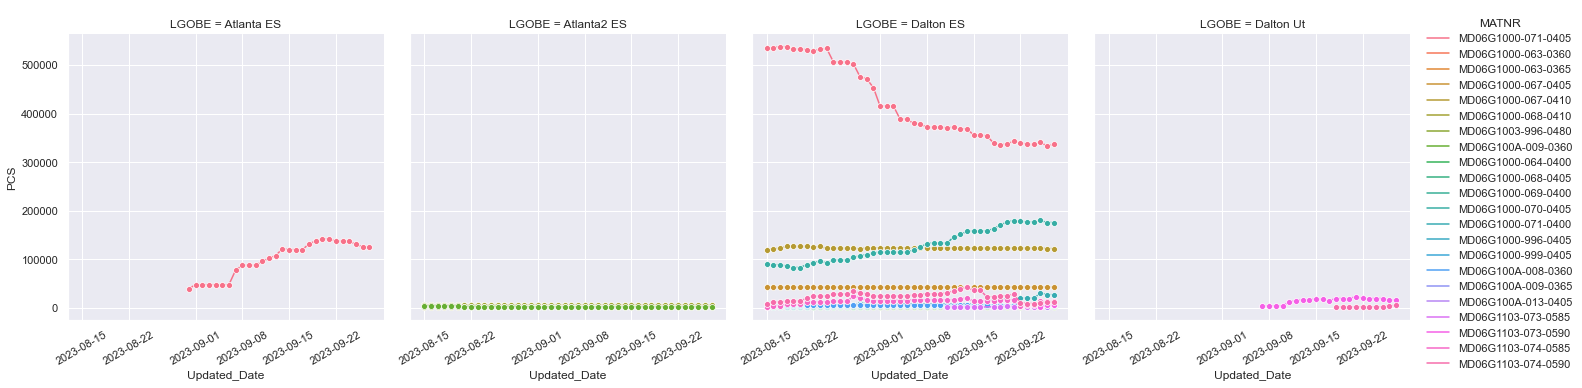 LGOBE = Atlanta ES
LGOBE = Atlanta2 ES
LGOBE = Dalton ES
LGOBE = Dalton Ut
MATNR
MD06G1000-071-0405
MD06G1000-063-0360
MD06G1000-063-0365
MD06G1000-067-0405
MD06G1000-067-0410
MD06G1000-068-0410
MD06G1003-996-0480
MD06G100A-009-0360
MD06G1000-064-0400
MD06G1000-068-0405
MD06G1000-069-0400
MD06G1000-070-0405
MD06G1000-071-0400
MD06G1000-996-0405
MD06G1000-999-0405
MD06G100A-008-0360
MD06G100A-009-0365
MD06G100A-013-0405
MD06G1103-073-0585
MD06G1103-073-0590
MD06G1103-074-0585
MD06G1103-074-0590
PCS
500000
400000
300000
200000
100000
0
2023-08-15
2023-08-22
2023-09-01
2023-09-08
2023-09-15
2023-09-22
Updated_Date
2023-08-15
2023-08-22
2023-09-01
2023-09-08
2023-09-15
2023-09-22
Updated_Date
2023-08-15
2023-08-22
2023-09-01
2023-09-08
2023-09-15
2023-09-22
Updated_Date
2023-08-15
2023-08-22
2023-09-01
2023-09-08
2023-09-15
2023-09-22
Updated_Date